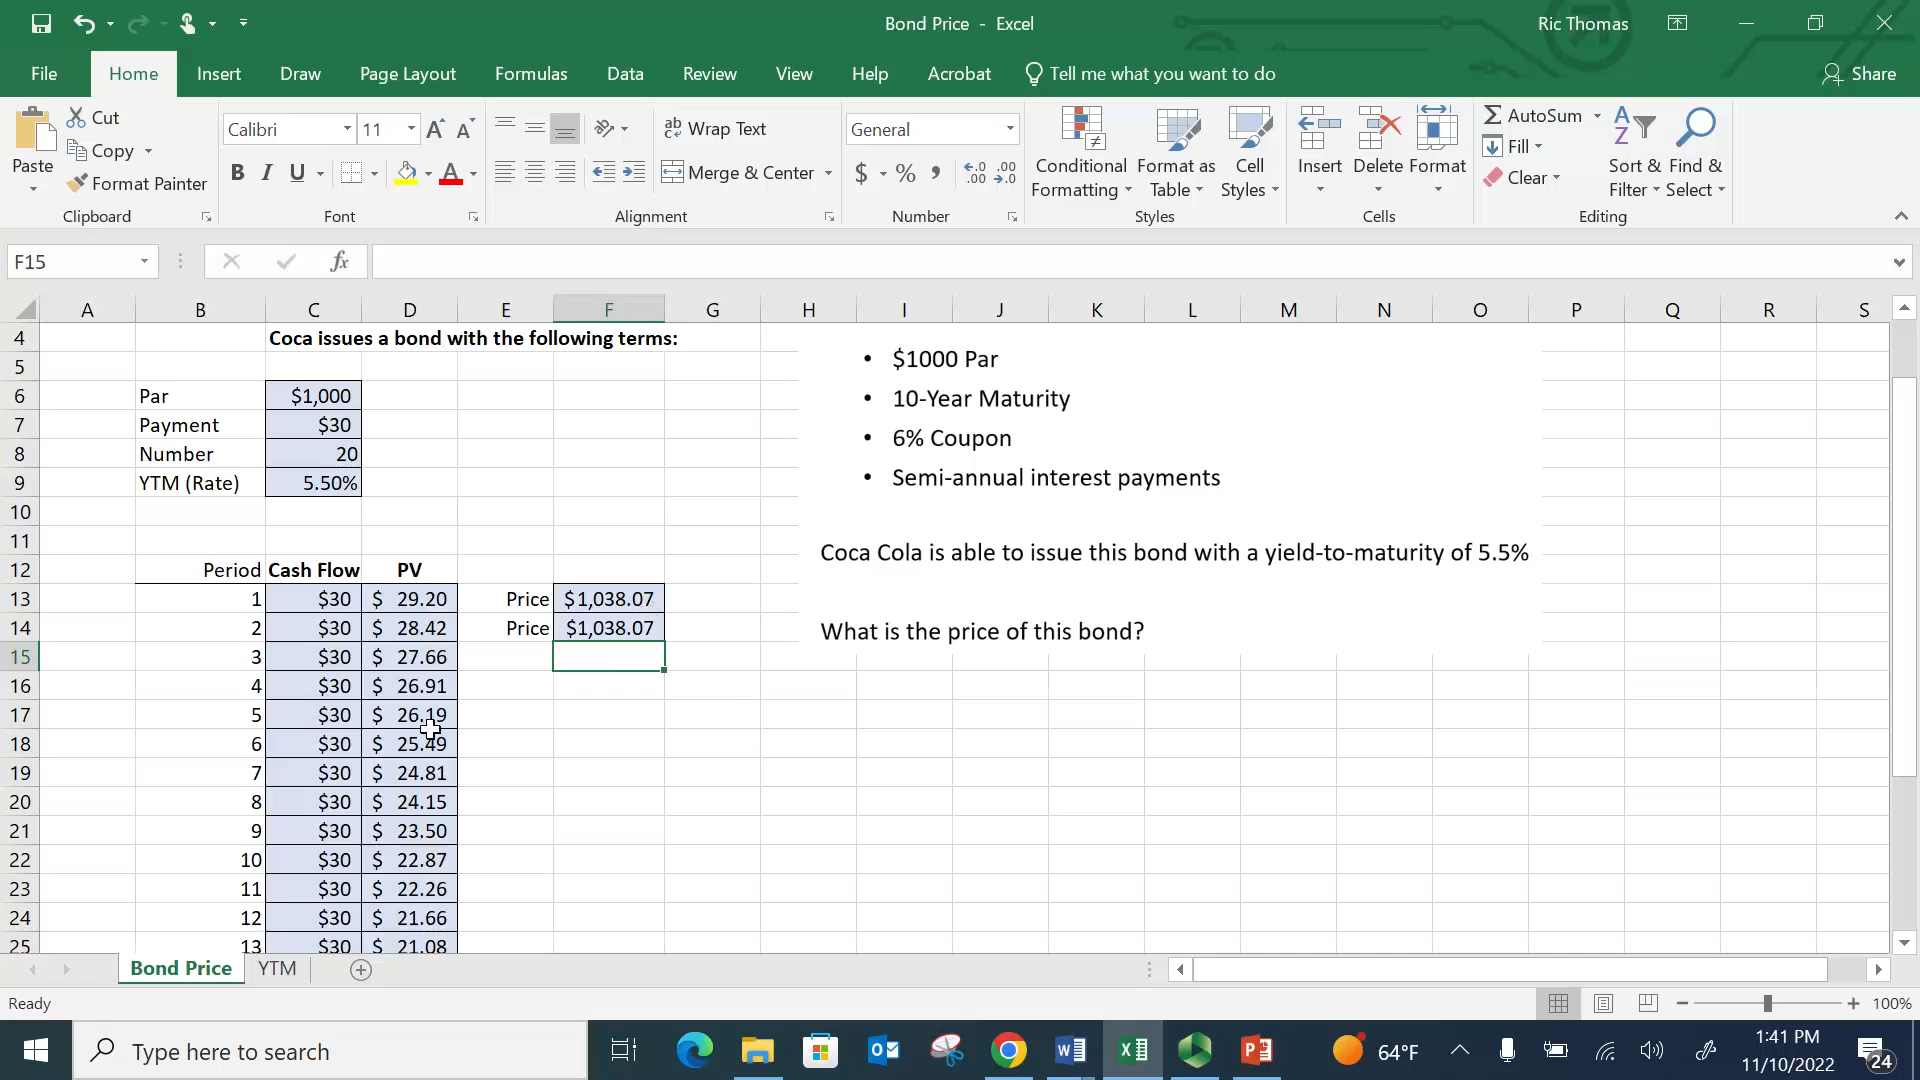 Bond Price - Excel
Ric Thomas
File Home Insert Draw Page Layout Formulas Data Review View Help Acrobat Tell me what you want to do Share
Paste
Cut
Copy
Format Painter
Clipboard
Calibri 11 A A
B I U A
Font
ab c Wrap Text
Merge & Center
Alignment
General
$ % , .0 .00 .00 .0
Number
Conditional Formatting
Format as Table
Cell Styles
Styles
Insert Delete Format
Cells
AutoSum
Fill
Clear
A Z Sort & Filter
Find & Select
Editing
F15 fx
A B C D E F G H I J K L M N O P Q R S
4 Coca issues a bond with the following terms:
5
6 Par $1,000
7 Payment $30
8 Number 20
9 YTM (Rate) 5.50%
10
11
12 Period Cash Flow PV
13 1 $30 $ 29.20 Price $1,038.07
14 2 $30 $ 28.42 Price $1,038.07
15 3 $30 $ 27.66
16 4 $30 $ 26.91
17 5 $30 $ 26.19
18 6 $30 $ 25.49
19 7 $30 $ 24.81
20 8 $30 $ 24.15
21 9 $30 $ 23.50
22 10 $30 $ 22.87
23 11 $30 $ 22.26
24 12 $30 $ 21.66
25 13 $30 $ 21.08
• $1000 Par
• 10-Year Maturity
• 6% Coupon
• Semi-annual interest payments
Coca Cola is able to issue this bond with a yield-to-maturity of 5.5%
What is the price of this bond?
Bond Price YTM
Ready
100%
Type here to search
64°F
1:41 PM
11/10/2022
24